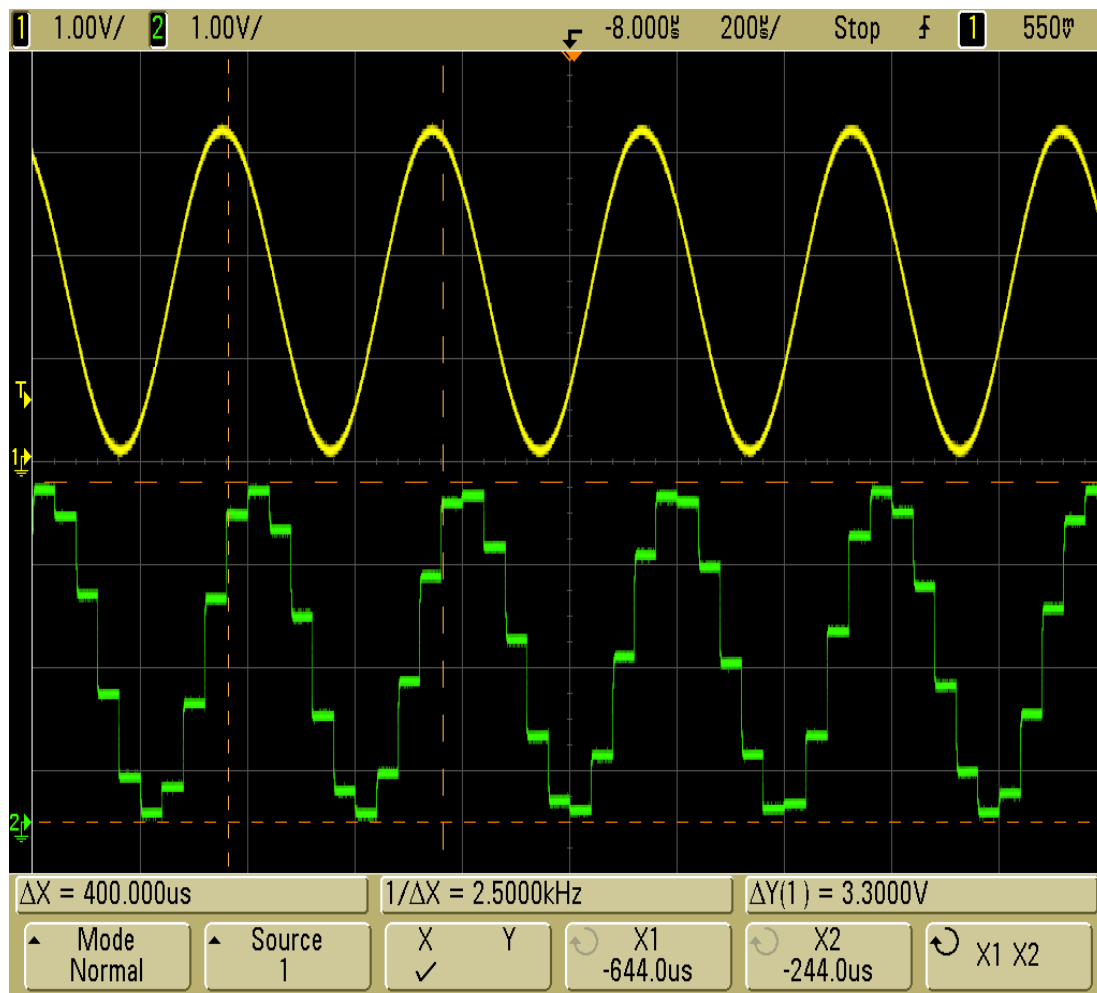 1 1.00V/ 2 1.00V/ -8.000us 200us/ Stop 1 550mV
T
1
2
ΔX = 400.000us 1/ΔX = 2.5000kHz ΔY(1) = 3.3000V
Mode Source X Y X1 X2 X1 X2
Normal 1 ✓ -644.0us -244.0us